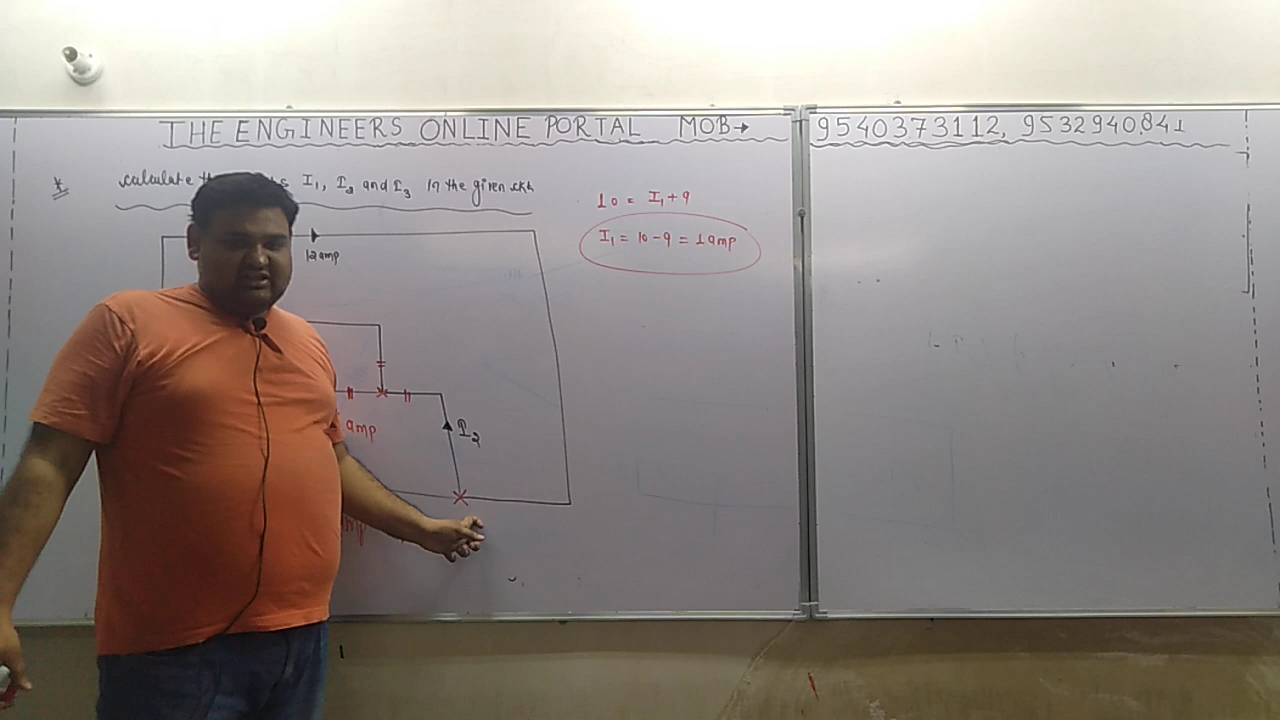 THE ENGINEERS ONLINE PORTAL MOB→ 9540373112, 9532940841
calculate I₁, I₂ and I₃ in the given ckt
10 = I₁+9
I₁ = 10-9 = 1amp
12amp
amp
I₂